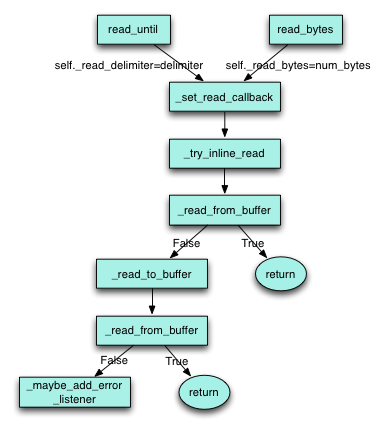 read_until
read_bytes
self._read_delimiter=delimiter
self._read_bytes=num_bytes
_set_read_callback
_try_inline_read
_read_from_buffer
False
True
_read_to_buffer
return
_read_from_buffer
False
True
_maybe_add_error
_listener
return